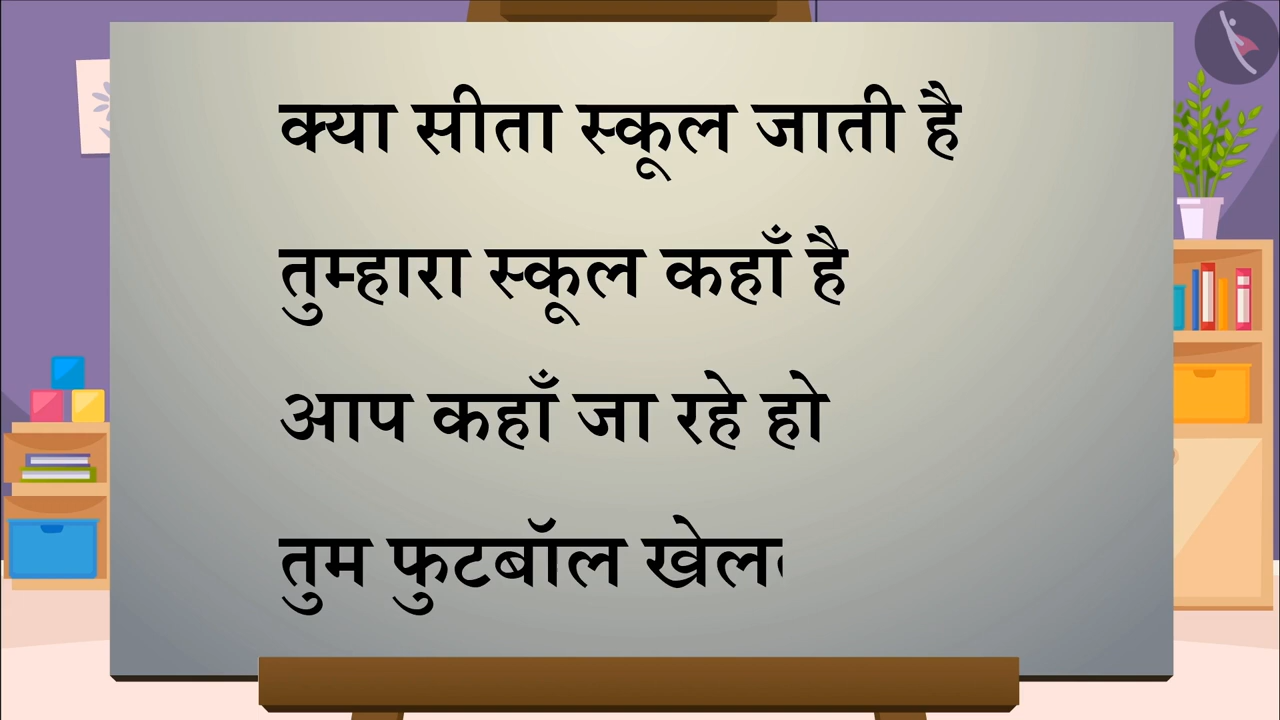 क्या सीता स्कूल जाती है
तुम्हारा स्कूल कहाँ है
आप कहाँ जा रहे हो
तुम फुटबॉल